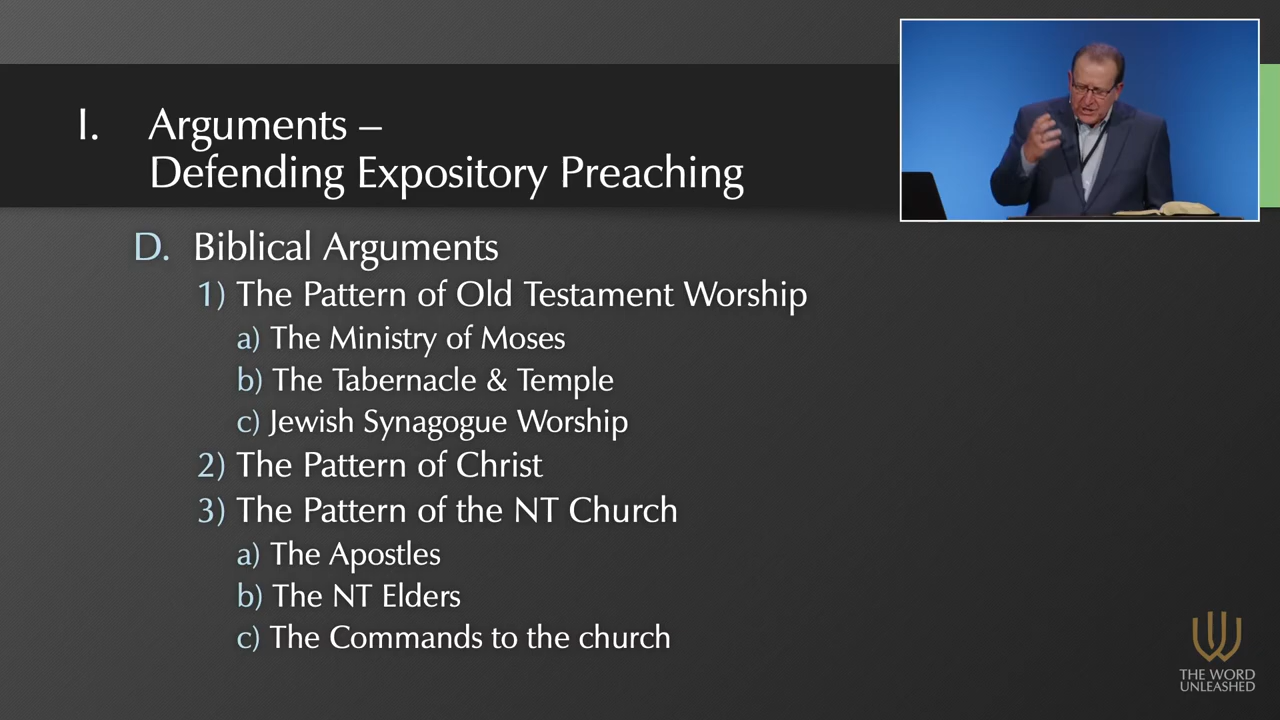 I. Arguments –
Defending Expository Preaching
D. Biblical Arguments
1) The Pattern of Old Testament Worship
a) The Ministry of Moses
b) The Tabernacle & Temple
c) Jewish Synagogue Worship
2) The Pattern of Christ
3) The Pattern of the NT Church
a) The Apostles
b) The NT Elders
c) The Commands to the church
THE WORD
UNLEASHED